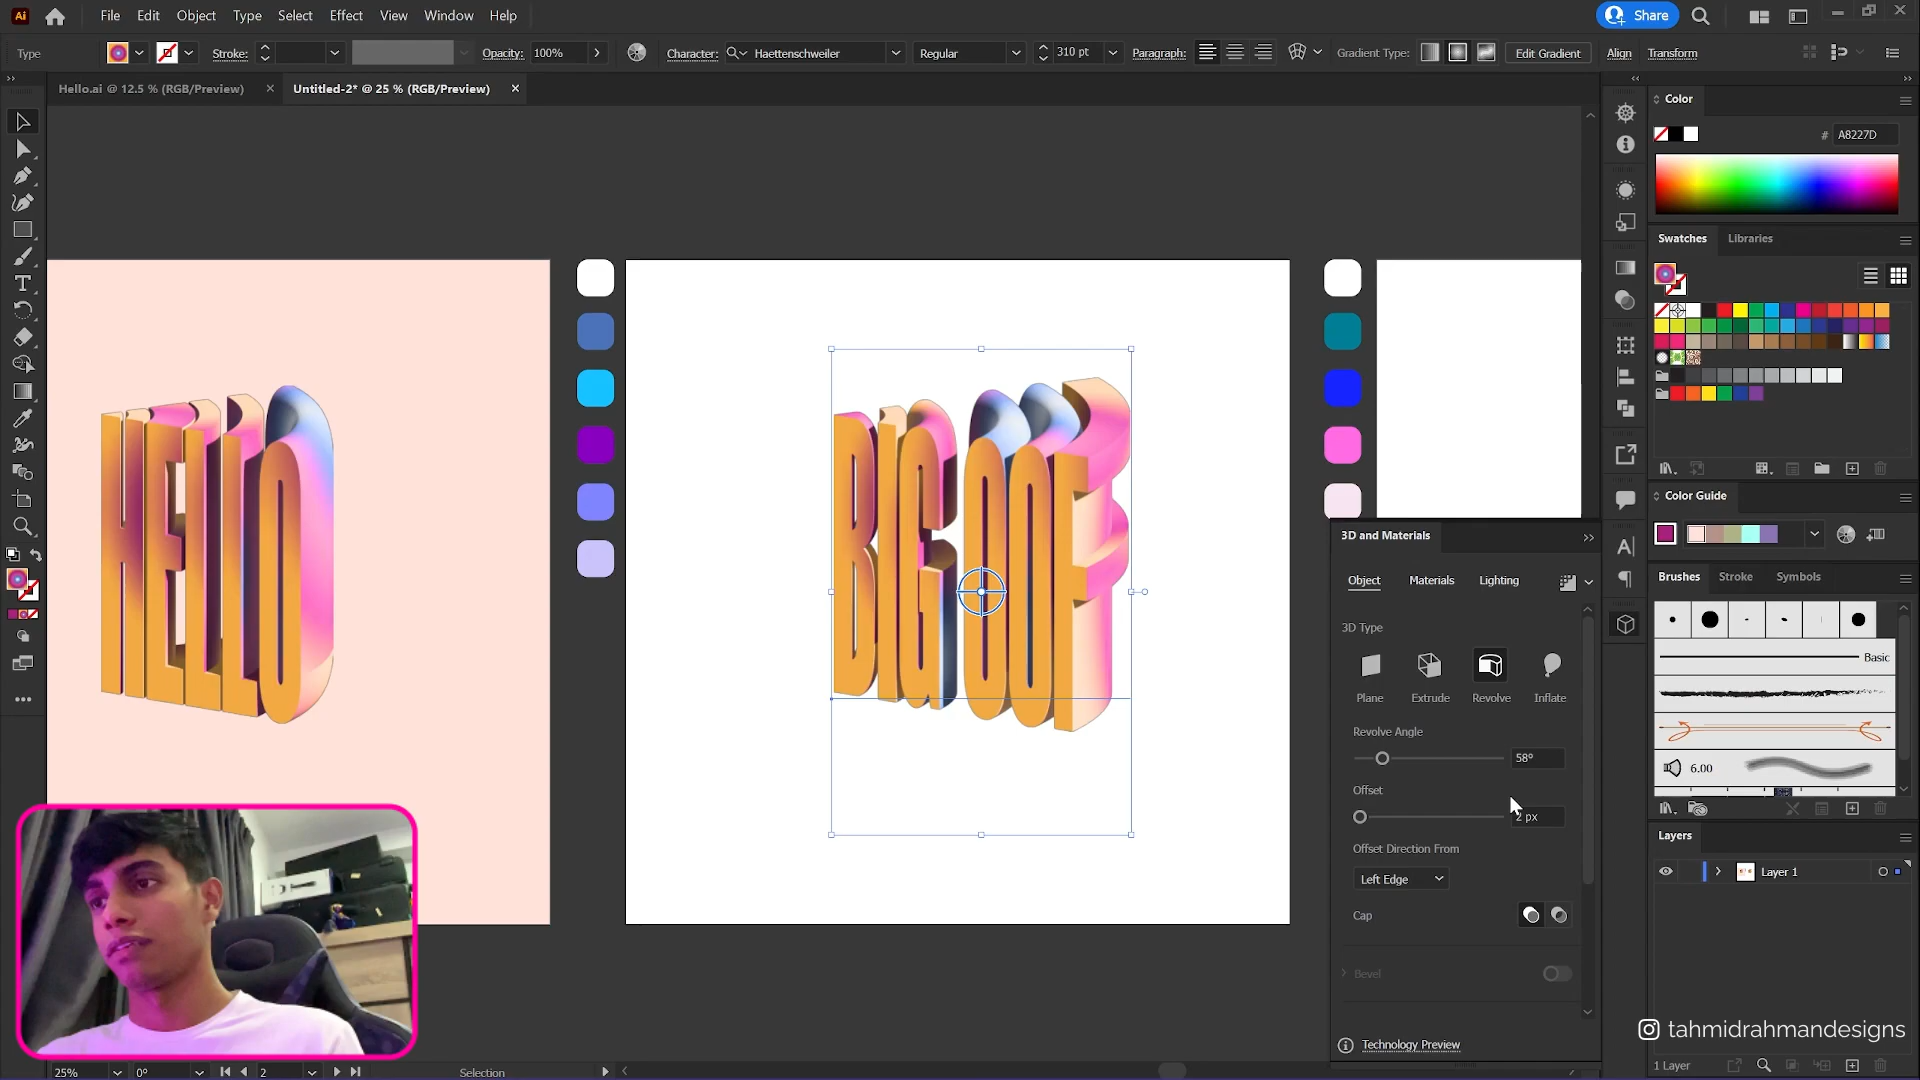 Ai File Edit Object Type Select Effect View Window Help Share
Type Stroke: Opacity: 100% Character: Haettenschweiler Regular 310 pt Paragraph: Gradient Type: Edit Gradient Align Transform
Hello.ai @ 12.5 % (RGB/Preview) Untitled-2* @ 25 % (RGB/Preview)
Color
# A8227D
Swatches Libraries
HELLO
BIG OOF
Color Guide
3D and Materials
Object Materials Lighting
Brushes Stroke Symbols
3D Type
Basic
Plane Extrude Revolve Inflate
Revolve Angle
58°
6.00
Offset
2 px
Layers
Offset Direction From
Left Edge
Layer 1
Cap
Bevel
tahmidrahmandesigns
Technology Preview
1 Layer
25% 0° 2 Selection